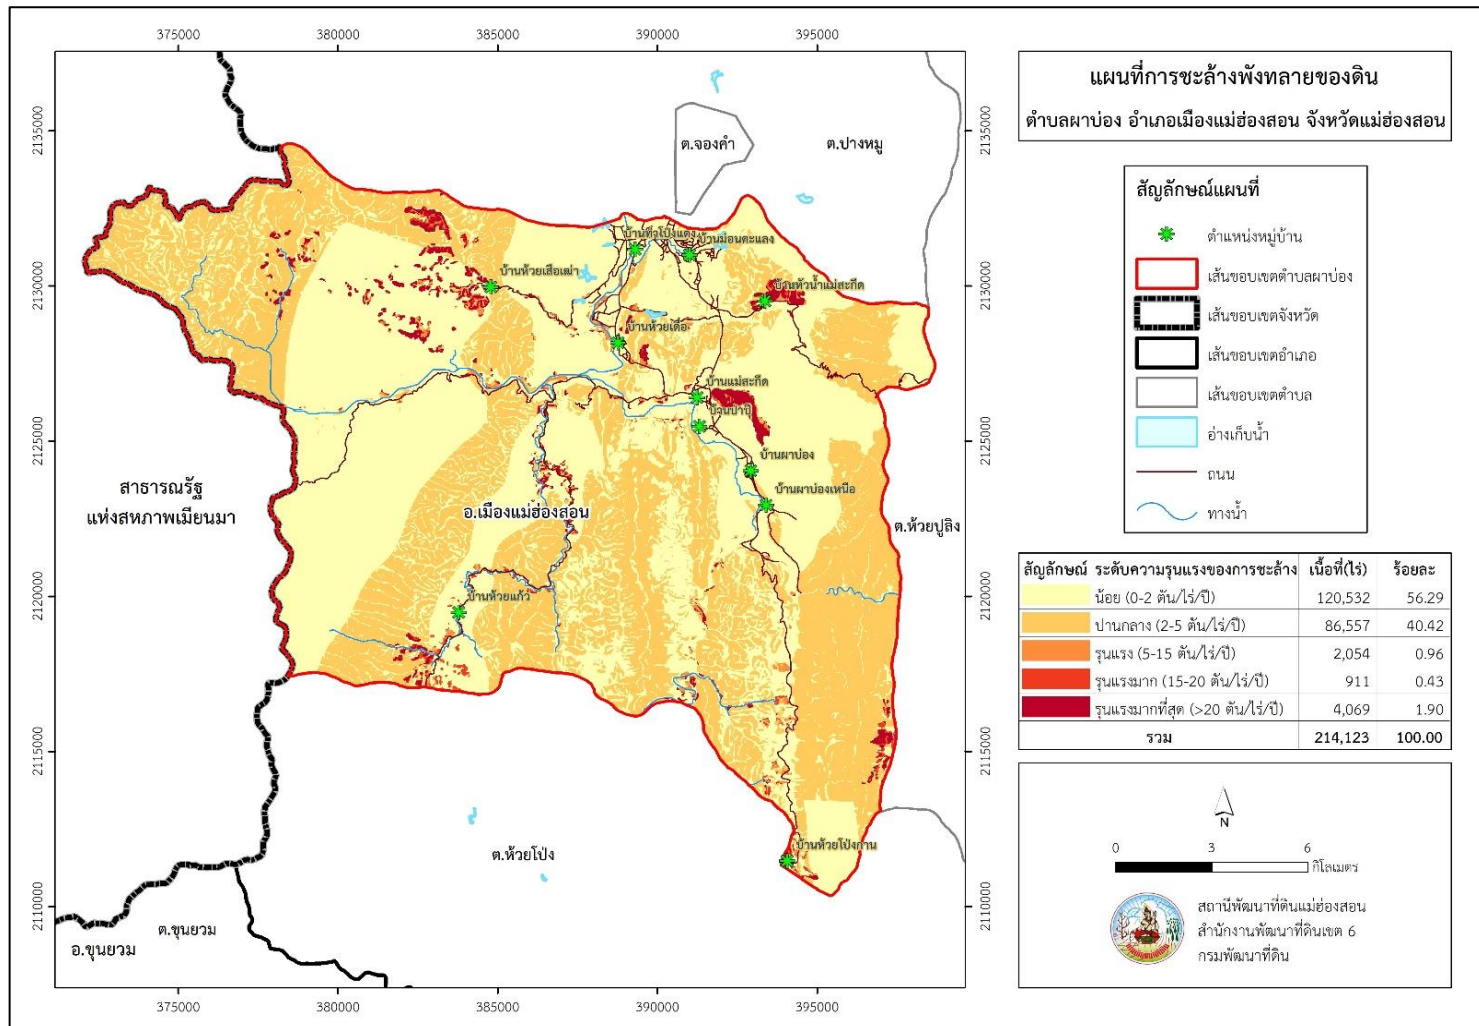 375000
380000
385000
390000
395000
2135000
2130000
2125000
2120000
2115000
2110000
2135000
2130000
2125000
2120000
2115000
2110000
ต.จองคำ
ต.ปางหมู
บ้านหัวโป่งแดง
บ้านม่อนตะแลง
บ้านห้วยเสือเฒ่า
บ้านหัวน้ำแม่สะกึด
บ้านห้วยเดื่อ
บ้านแม่สะกึด
บ้านป่าปุ๊
บ้านผาบ่อง
บ้านผาบ่องเหนือ
สาธารณรัฐ
แห่งสหภาพเมียนมา
อ.เมืองแม่ฮ่องสอน
ต.ห้วยปูลิง
บ้านห้วยแก้ว
บ้านห้วยโป่งกาน
ต.ห้วยโป่ง
ต.ขุนยวม
อ.ขุนยวม
375000
380000
385000
390000
395000
แผนที่การชะล้างพังทลายของดิน
ตำบลผาบ่อง อำเภอเมืองแม่ฮ่องสอน จังหวัดแม่ฮ่องสอน
สัญลักษณ์แผนที่
ตำแหน่งหมู่บ้าน
เส้นขอบเขตตำบลผาบ่อง
เส้นขอบเขตจังหวัด
เส้นขอบเขตอำเภอ
เส้นขอบเขตตำบล
อ่างเก็บน้ำ
ถนน
ทางน้ำ
สัญลักษณ์ ระดับความรุนแรงของการชะล้าง เนื้อที่(ไร่) ร้อยละ
น้อย (0-2 ตัน/ไร่/ปี) 120,532 56.29
ปานกลาง (2-5 ตัน/ไร่/ปี) 86,557 40.42
รุนแรง (5-15 ตัน/ไร่/ปี) 2,054 0.96
รุนแรงมาก (15-20 ตัน/ไร่/ปี) 911 0.43
รุนแรงมากที่สุด (>20 ตัน/ไร่/ปี) 4,069 1.90
รวม 214,123 100.00
N
0 3 6
กิโลเมตร
สถานีพัฒนาที่ดินแม่ฮ่องสอน
สำนักงานพัฒนาที่ดินเขต 6
กรมพัฒนาที่ดิน